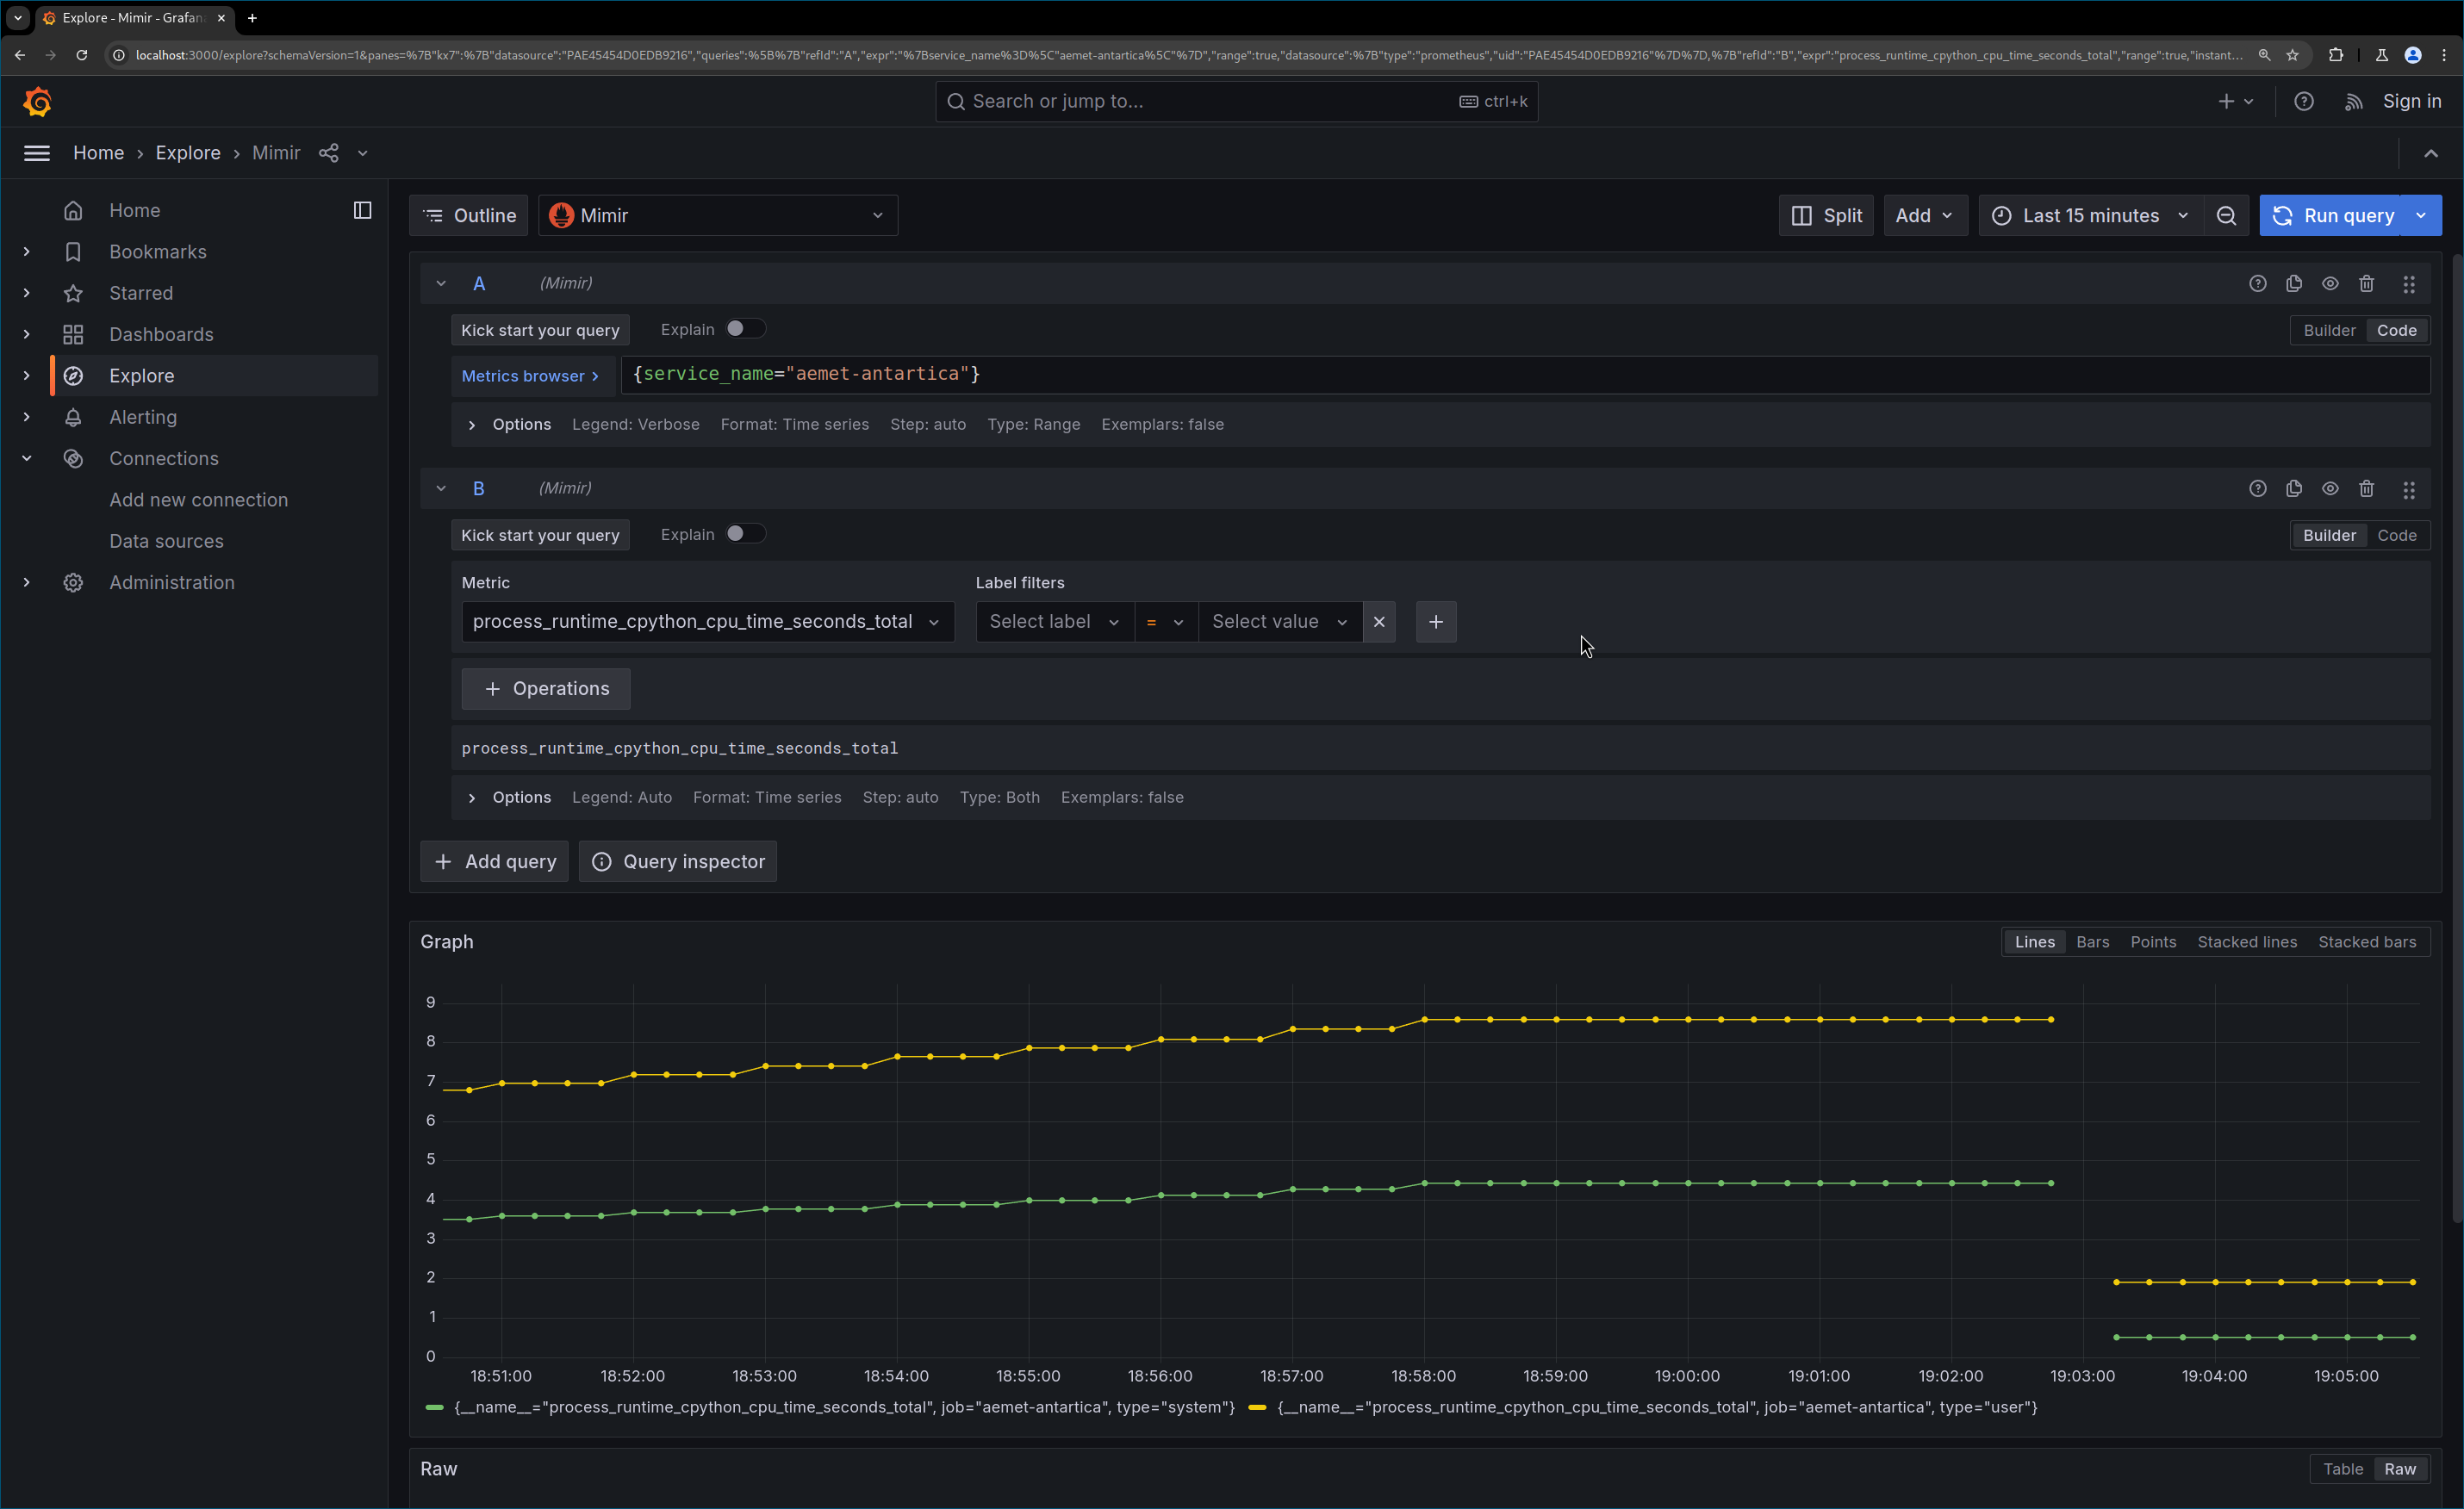 Explore - Mimir - Grafan
localhost:3000/explore?schemaVersion=1&panes=%7B"kx7":%7B"datasource":"PAE45454D0EDB9216","queries":%5B%7B"refId":"A","expr":"%7Bservice_name%3D%5C"aemet-antartica%5C"%7D","range":true,"datasource":%7B"type":"prometheus","uid":"PAE45454D0EDB9216"%7D%7D,%7B"refId":"B","expr":"process_runtime_cpython_cpu_time_seconds_total","range":true,"instant...
Search or jump to... ctrl+k Sign in
Home › Explore › Mimir
Home
Bookmarks
Starred
Dashboards
Explore
Alerting
Connections
Add new connection
Data sources
Administration
Outline Mimir Split Add Last 15 minutes Run query
A (Mimir)
Kick start your query Explain Builder Code
Metrics browser › {service_name="aemet-antartica"}
Options Legend: Verbose Format: Time series Step: auto Type: Range Exemplars: false
B (Mimir)
Kick start your query Explain Builder Code
Metric Label filters
process_runtime_cpython_cpu_time_seconds_total Select label = Select value
+ Operations
process_runtime_cpython_cpu_time_seconds_total
Options Legend: Auto Format: Time series Step: auto Type: Both Exemplars: false
+ Add query Query inspector
Graph Lines Bars Points Stacked lines Stacked bars
9
8
7
6
5
4
3
2
1
0
18:51:00 18:52:00 18:53:00 18:54:00 18:55:00 18:56:00 18:57:00 18:58:00 18:59:00 19:00:00 19:01:00 19:02:00 19:03:00 19:04:00 19:05:00
{__name__="process_runtime_cpython_cpu_time_seconds_total", job="aemet-antartica", type="system"} {__name__="process_runtime_cpython_cpu_time_seconds_total", job="aemet-antartica", type="user"}
Raw Table Raw